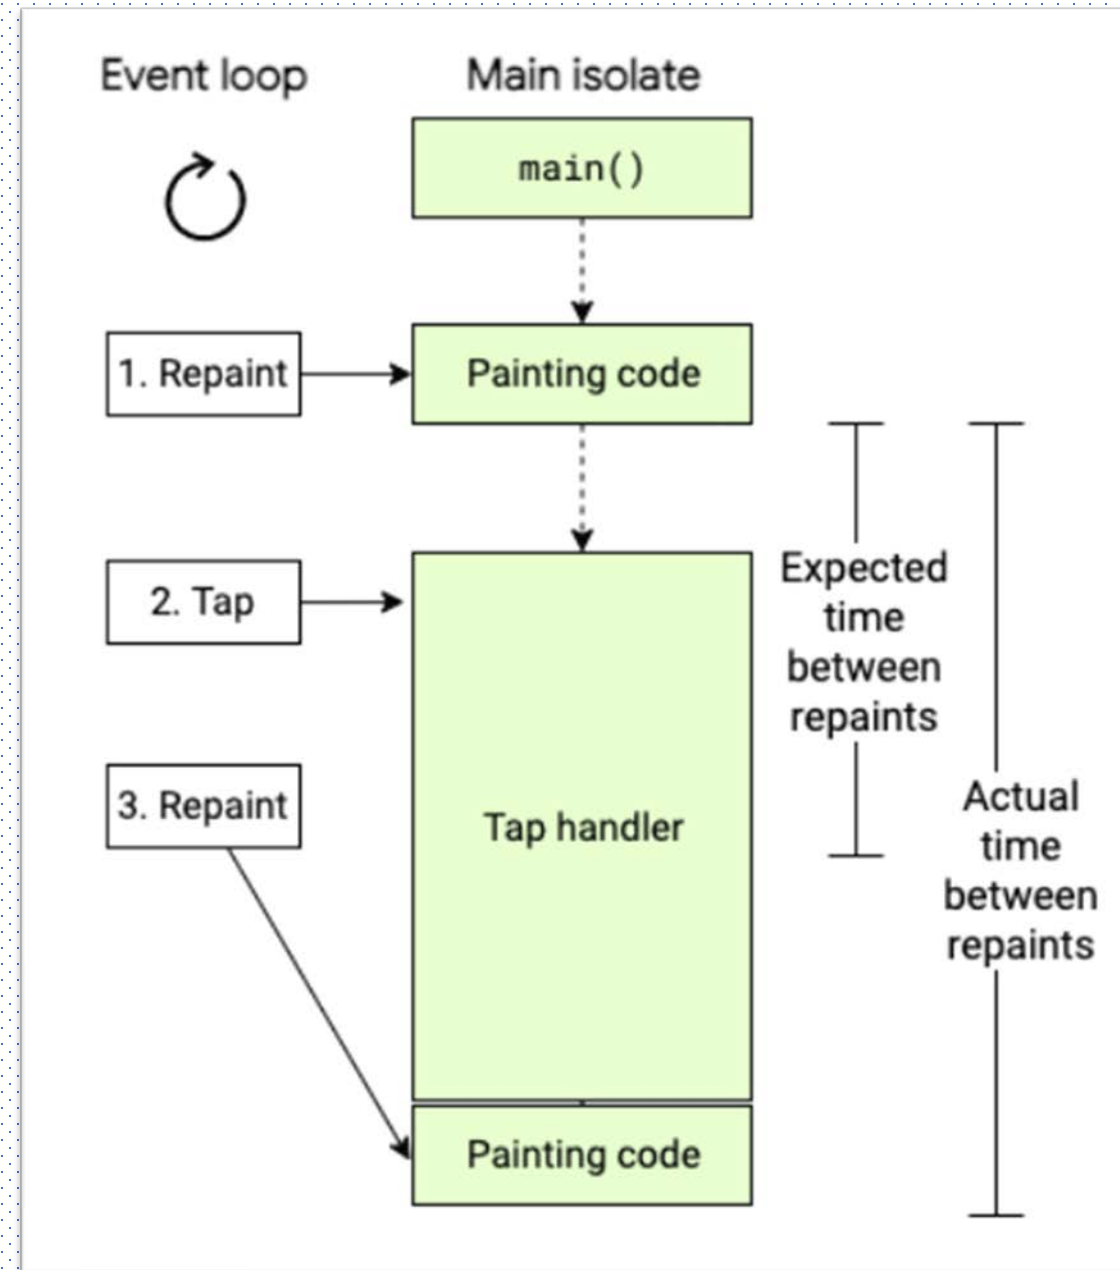 Event loop
Main isolate
main()
1. Repaint
Painting code
2. Tap
Expected
time
between
repaints
3. Repaint
Tap handler
Actual
time
between
repaints
Painting code